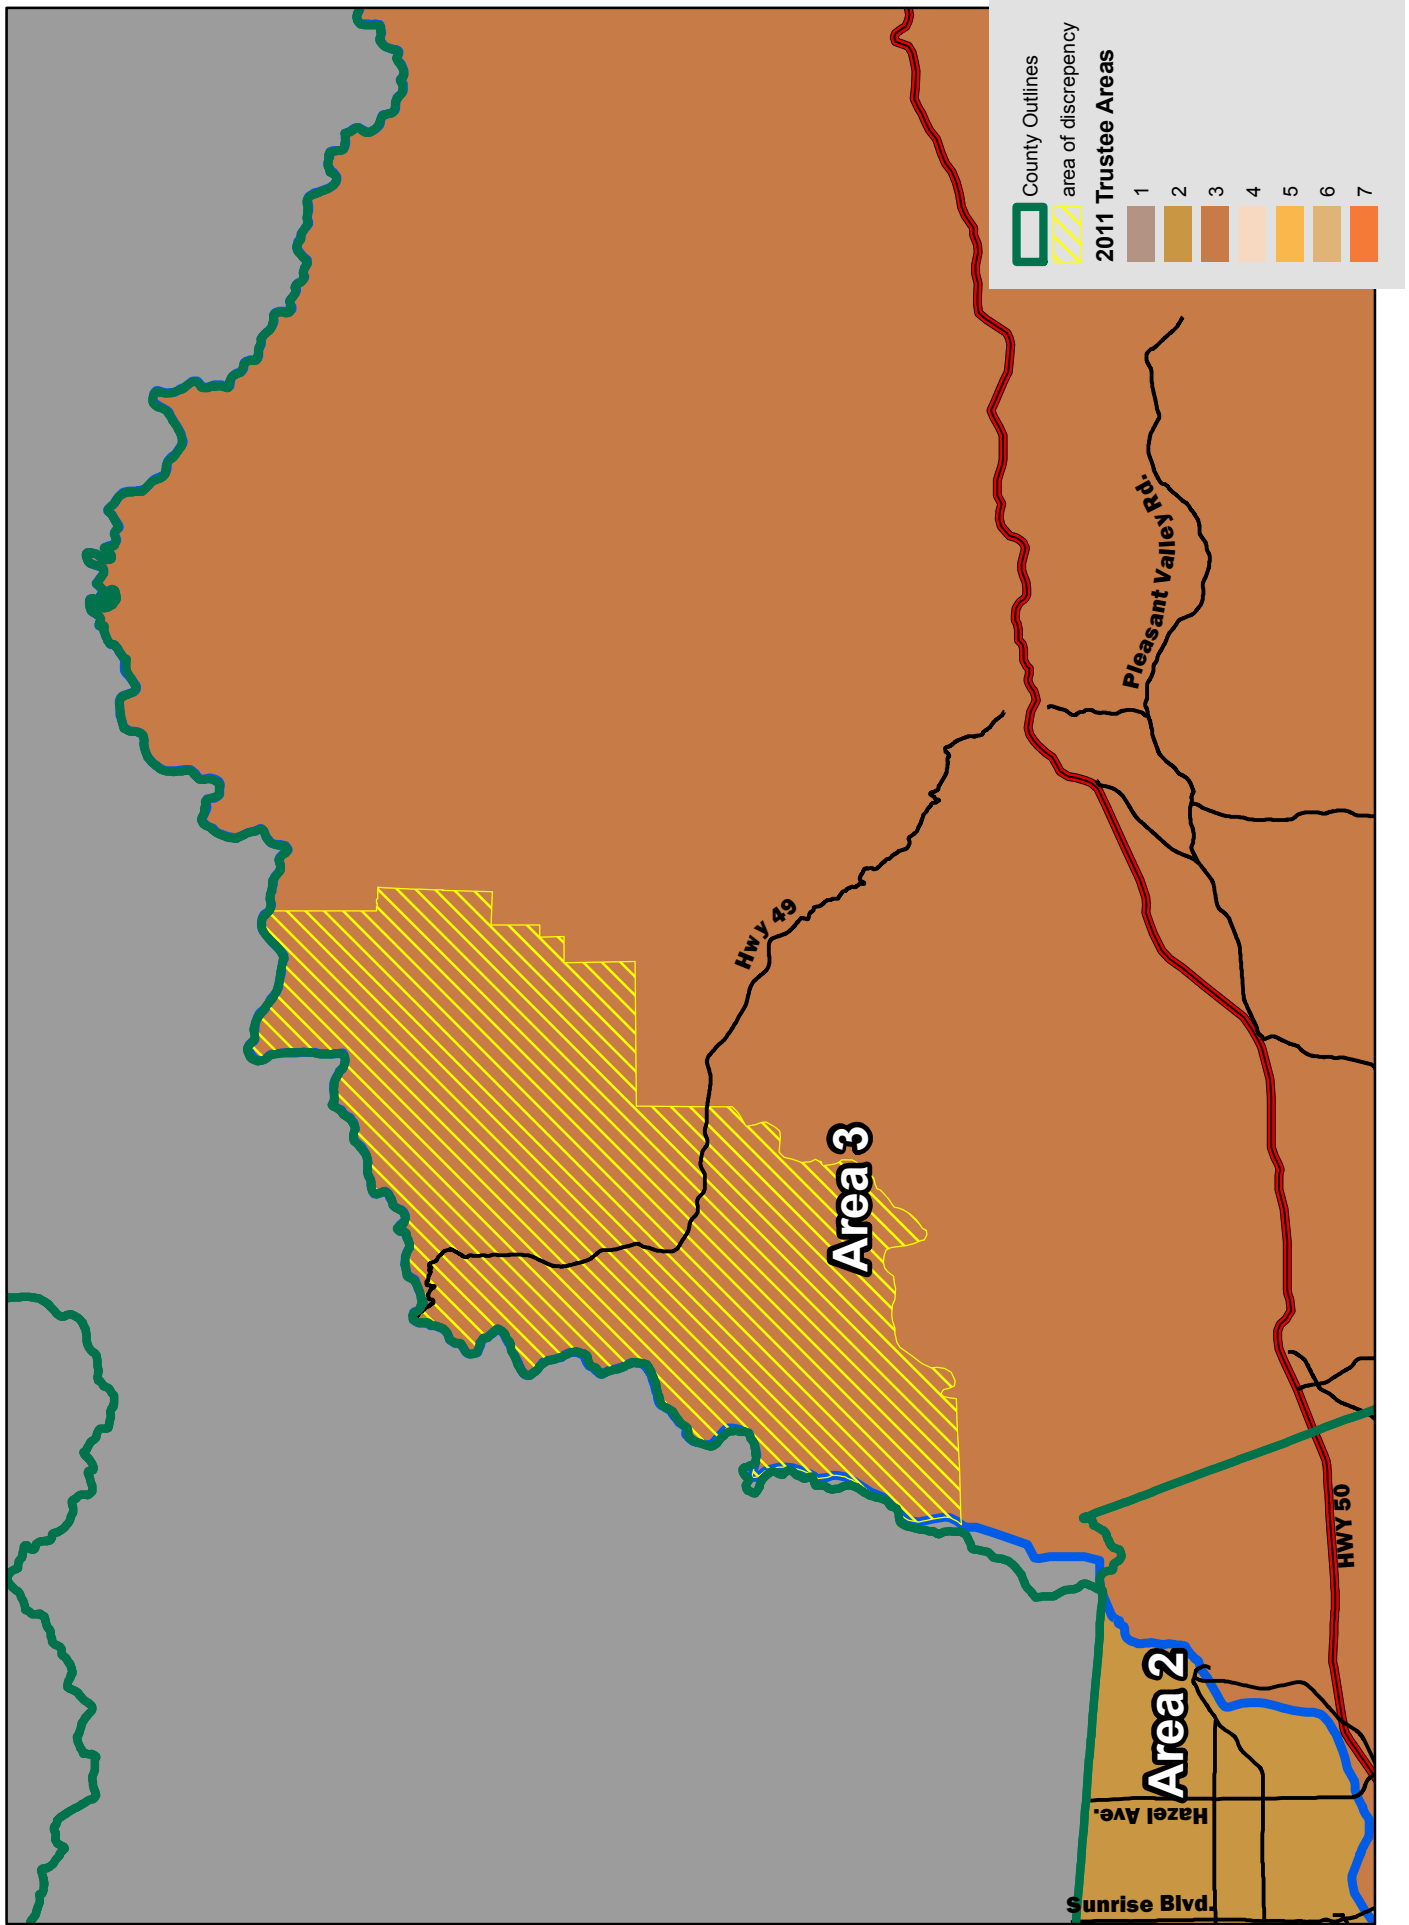 County Outlines
area of discrepency
2011 Trustee Areas
1
2
3
4
5
6
7
Pleasant Valley Rd.
Hwy 49
Area 3
HWY 50
Area 2
Hazel Ave.
Sunrise Blvd.